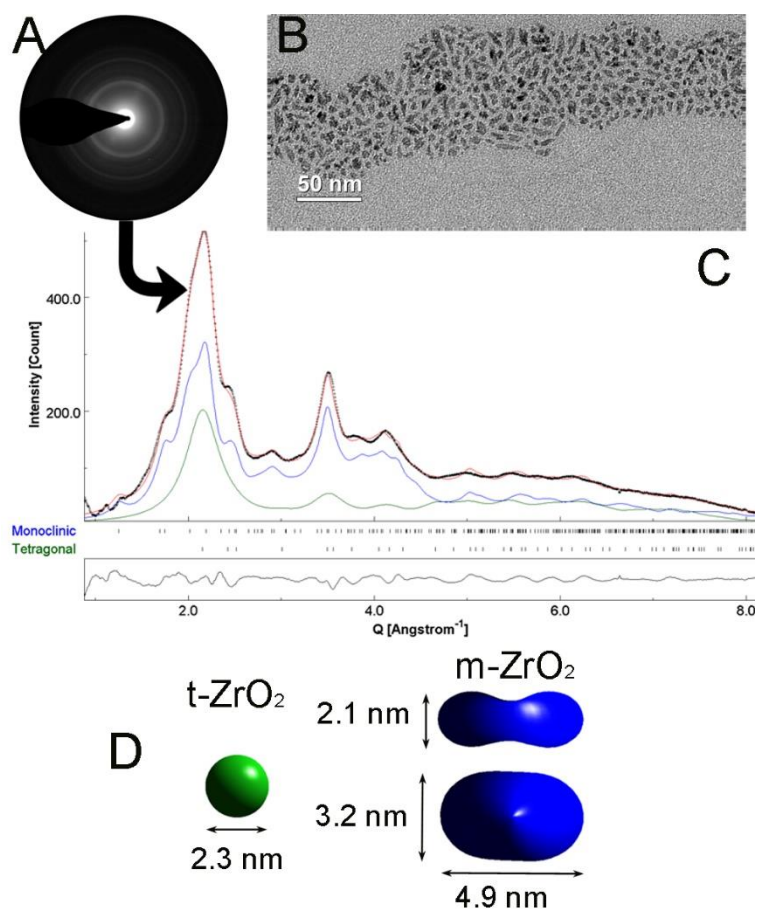 A
B
50 nm
C
Intensity [Count]
400.0
200.0
Monoclinic
Tetragonal
2.0
4.0
6.0
8.0
Q [Angstrom⁻¹]
D
t-ZrO₂
2.3 nm
m-ZrO₂
2.1 nm
3.2 nm
4.9 nm